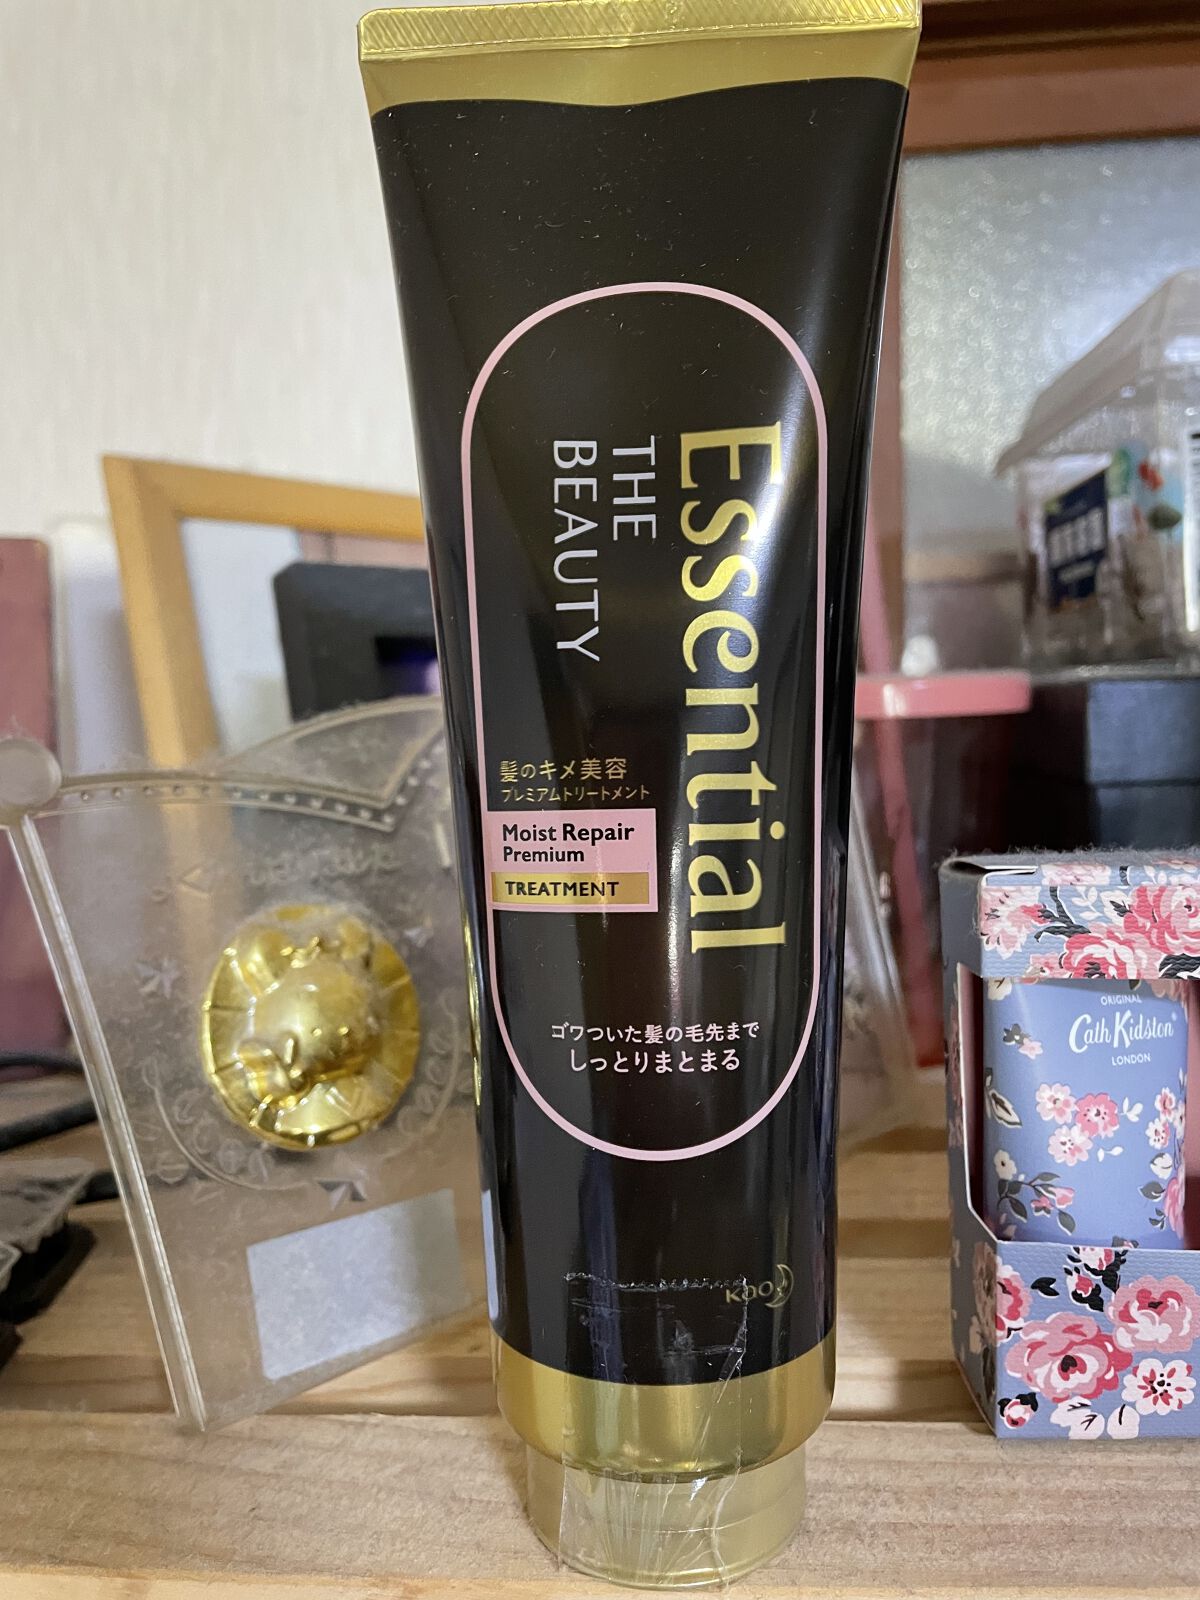 Essential
THE
BEAUTY
髪のキメ美容
プレミアムトリートメント
Moist Repair
Premium
TREATMENT
ゴワついた髪の毛先まで
しっとりまとまる
Kao
ORIGINAL
Cath Kidston
LONDON